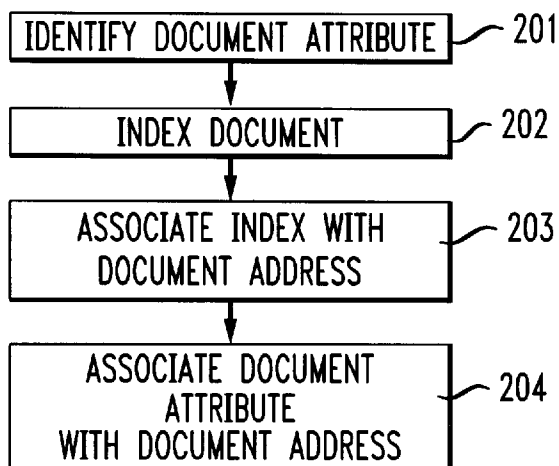 IDENTIFY DOCUMENT ATTRIBUTE 201
INDEX DOCUMENT 202
ASSOCIATE INDEX WITH
DOCUMENT ADDRESS
203
ASSOCIATE DOCUMENT
ATTRIBUTE
WITH DOCUMENT ADDRESS
204